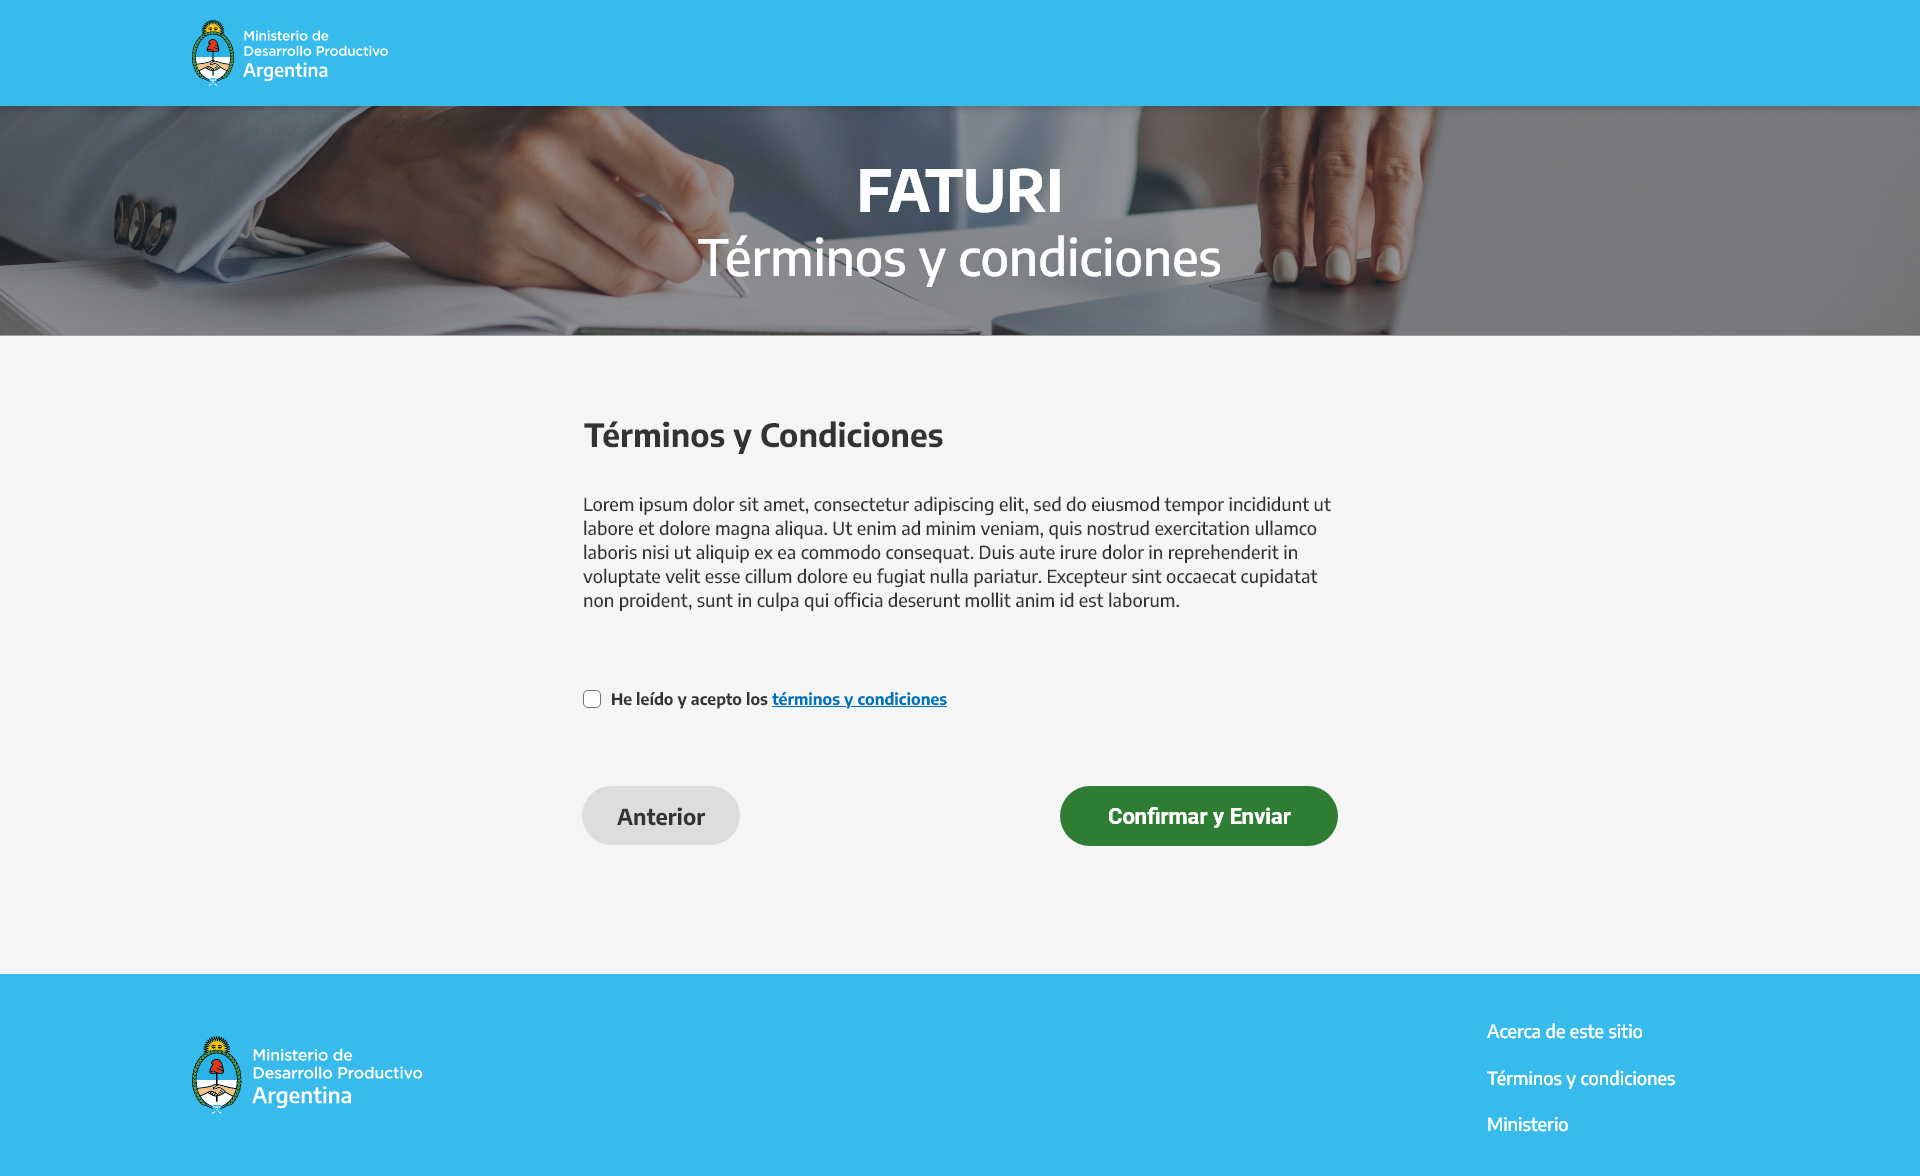 Ministerio de
Desarrollo Productivo
Argentina
FATURI
Términos y condiciones
Términos y Condiciones
Lorem ipsum dolor sit amet, consectetur adipiscing elit, sed do eiusmod tempor incididunt ut
labore et dolore magna aliqua. Ut enim ad minim veniam, quis nostrud exercitation ullamco
laboris nisi ut aliquip ex ea commodo consequat. Duis aute irure dolor in reprehenderit in
voluptate velit esse cillum dolore eu fugiat nulla pariatur. Excepteur sint occaecat cupidatat
non proident, sunt in culpa qui officia deserunt mollit anim id est laborum.
He leído y acepto los términos y condiciones
Anterior
Confirmar y Enviar
Ministerio de
Desarrollo Productivo
Argentina
Acerca de este sitio
Términos y condiciones
Ministerio